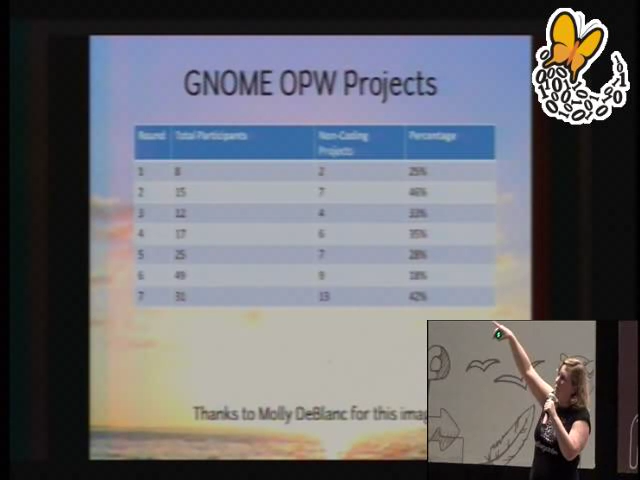 GNOME OPW Projects
Round Total Participants Non-Coding Projects Percentage
1 8 2 25%
2 15 7 46%
3 12 4 33%
4 17 6 35%
5 25 7 28%
6 49 9 18%
7 31 13 42%
Thanks to Molly DeBlanc for this